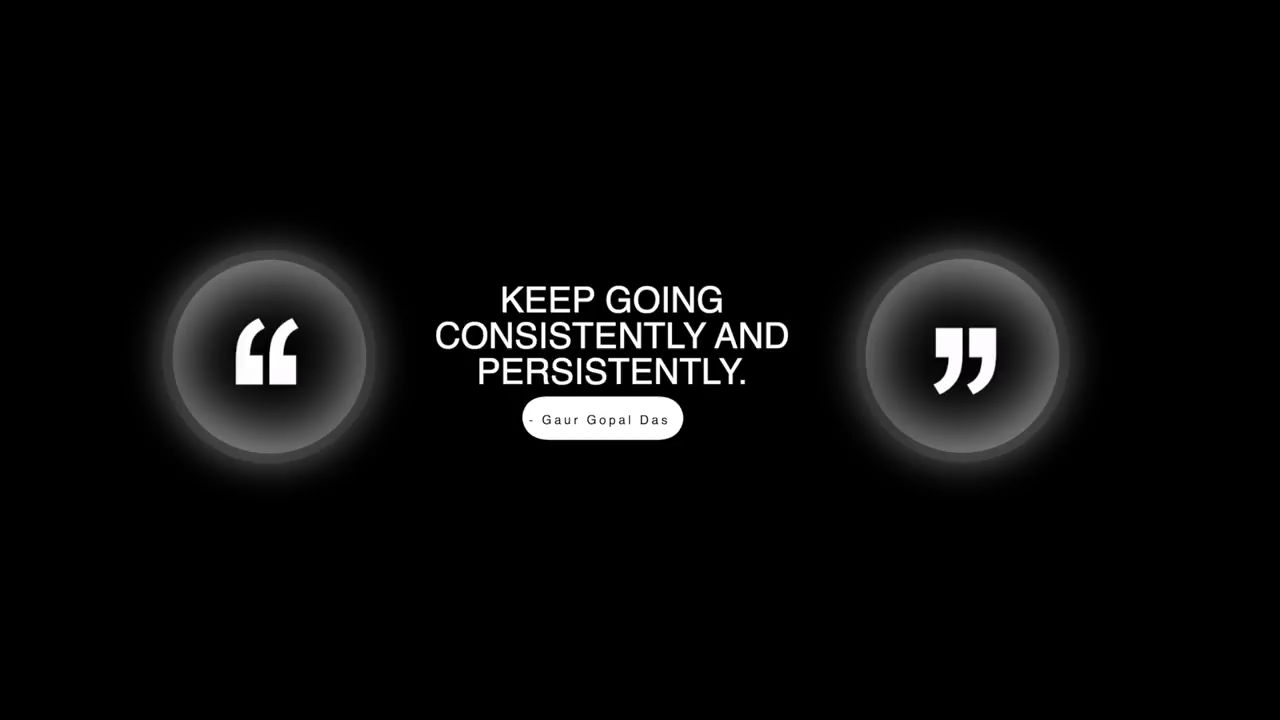 “
KEEP GOING
CONSISTENTLY AND
PERSISTENTLY.
”
- Gaur Gopal Das